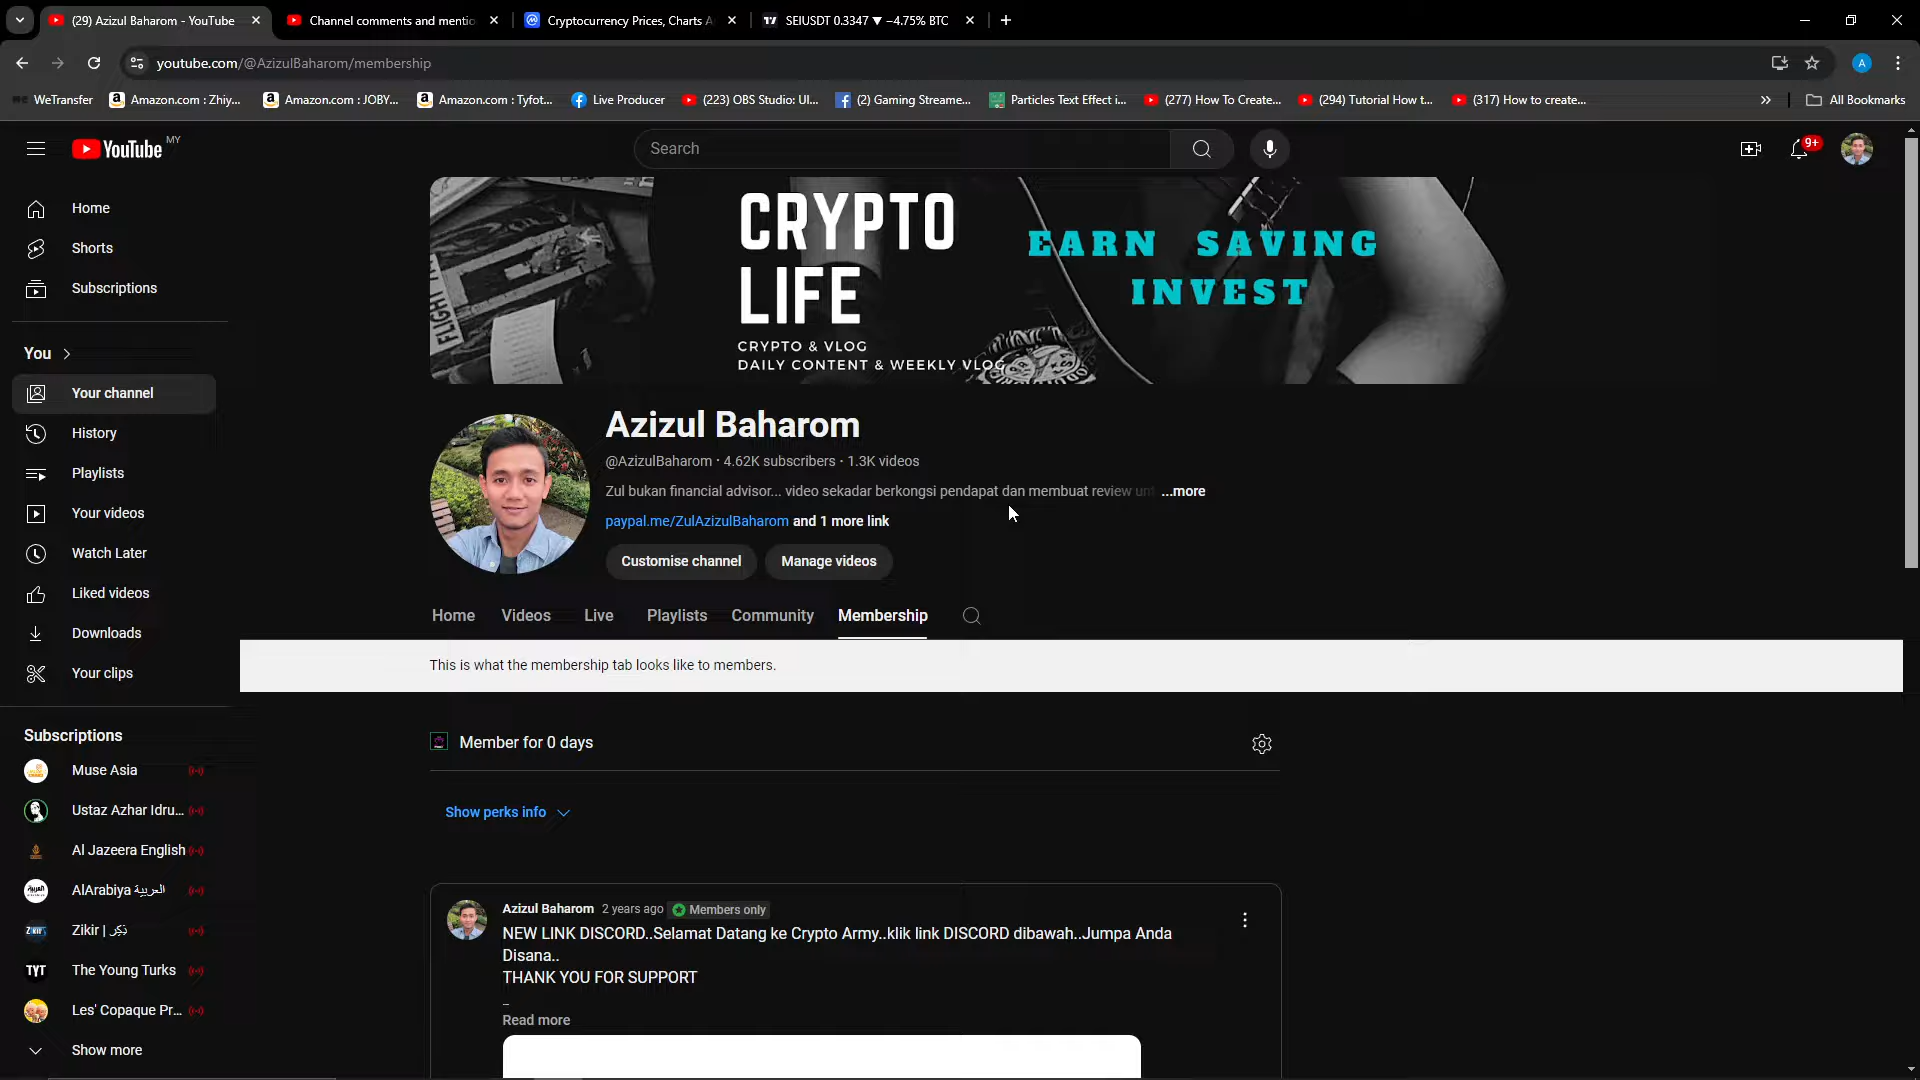 (29) Azizul Baharom - YouTube
Channel comments and mentio
Cryptocurrency Prices, Charts A
SEIUSDT 0.3347 ▼ −4.75% BTC
youtube.com/@AzizulBaharom/membership
A
WeTransfer
Amazon.com : Zhiy...
Amazon.com : JOBY...
Amazon.com : Tyfot...
Live Producer
(223) OBS Studio: Ul...
(2) Gaming Streame...
Particles Text Effect i...
(277) How To Create...
(294) Tutorial How t...
(317) How to create...
All Bookmarks
YouTube MY
Search
9+
Home
Shorts
Subscriptions
You
Your channel
History
Playlists
Your videos
Watch Later
Liked videos
Downloads
Your clips
Subscriptions
Muse Asia
Ustaz Azhar Idru...
Al Jazeera English
AlArabiya العربية
Zikir | ذِكِر
TYT
The Young Turks
Les' Copaque Pr...
Show more
FLIGHT
CRYPTO
LIFE
CRYPTO & VLOG
DAILY CONTENT & WEEKLY VLOG
EARN SAVING
INVEST
Azizul Baharom
@AzizulBaharom · 4.62K subscribers · 1.3K videos
Zul bukan financial advisor... video sekadar berkongsi pendapat dan membuat review unt ...more
paypal.me/ZulAzizulBaharom and 1 more link
Customise channel
Manage videos
Home
Videos
Live
Playlists
Community
Membership
This is what the membership tab looks like to members.
Member for 0 days
Show perks info
Azizul Baharom 2 years ago Members only
NEW LINK DISCORD..Selamat Datang ke Crypto Army..klik link DISCORD dibawah..Jumpa Anda
Disana..
THANK YOU FOR SUPPORT
_
Read more